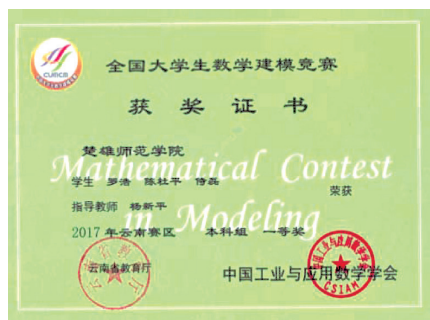 CUMCM
全国大学生数学建模竞赛
获奖证书
楚雄师范学院
Mathematical Contest
学生 罗浩 陈杜平 侍磊
荣获
指导教师 杨新平
in Modeling
2017 年云南赛区 本科组 一等奖
云南省教育厅
中国工业与应用数学学会
CSIAM